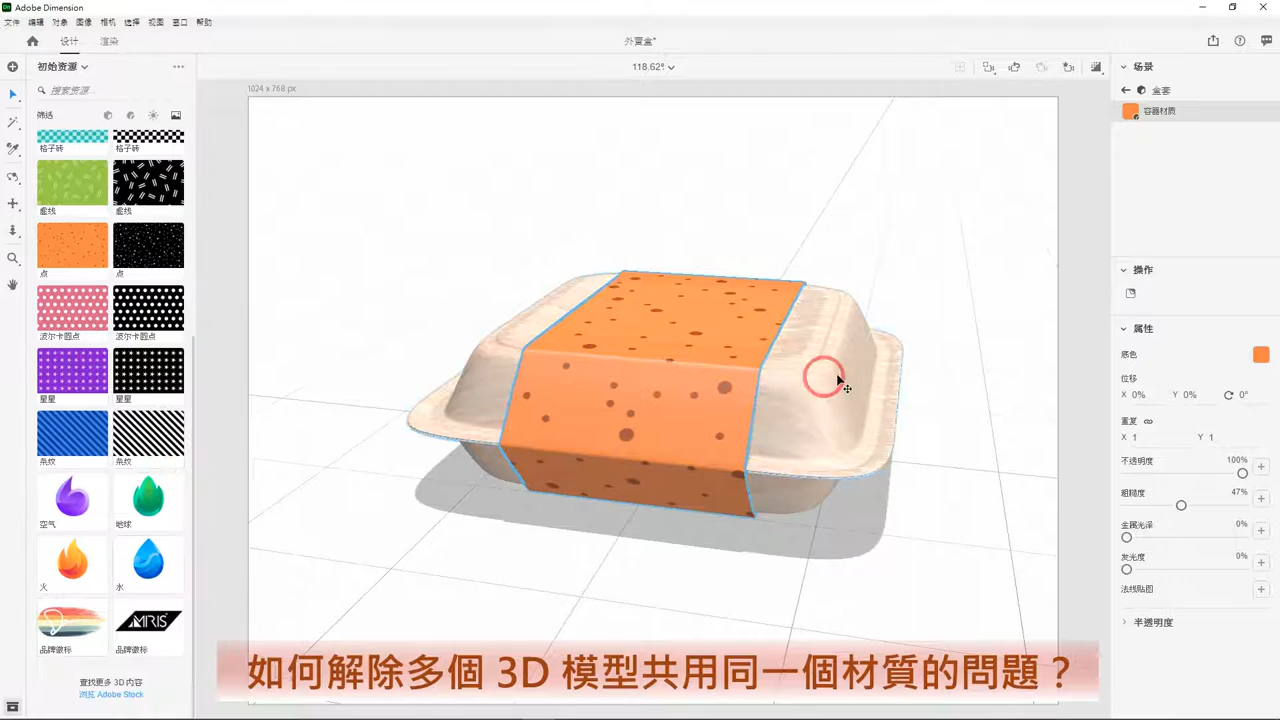 Adobe Dimension
文件 编辑 对象 图像 相机 选择 视图 窗口 帮助
设计 渲染
外賣盒*
初始资源
118.62°
搜索资源...
筛选
1024 x 768 px
格子砖 格子砖
虚线 虚线
点 点
波尔卡圆点 波尔卡圆点
星星 星星
条纹 条纹
空气 地球
火 水
MIRIS
品牌徽标 品牌徽标
查找更多 3D 内容
浏览 Adobe Stock
场景
盒套
容器材质
操作
属性
底色
位移
X 0% Y 0% 0°
重复
X 1 Y 1
不透明度 100%
粗糙度 47%
金属光泽 0%
发光度 0%
法线贴图
半透明度
如何解除多個 3D 模型共用同一個材質的問題？